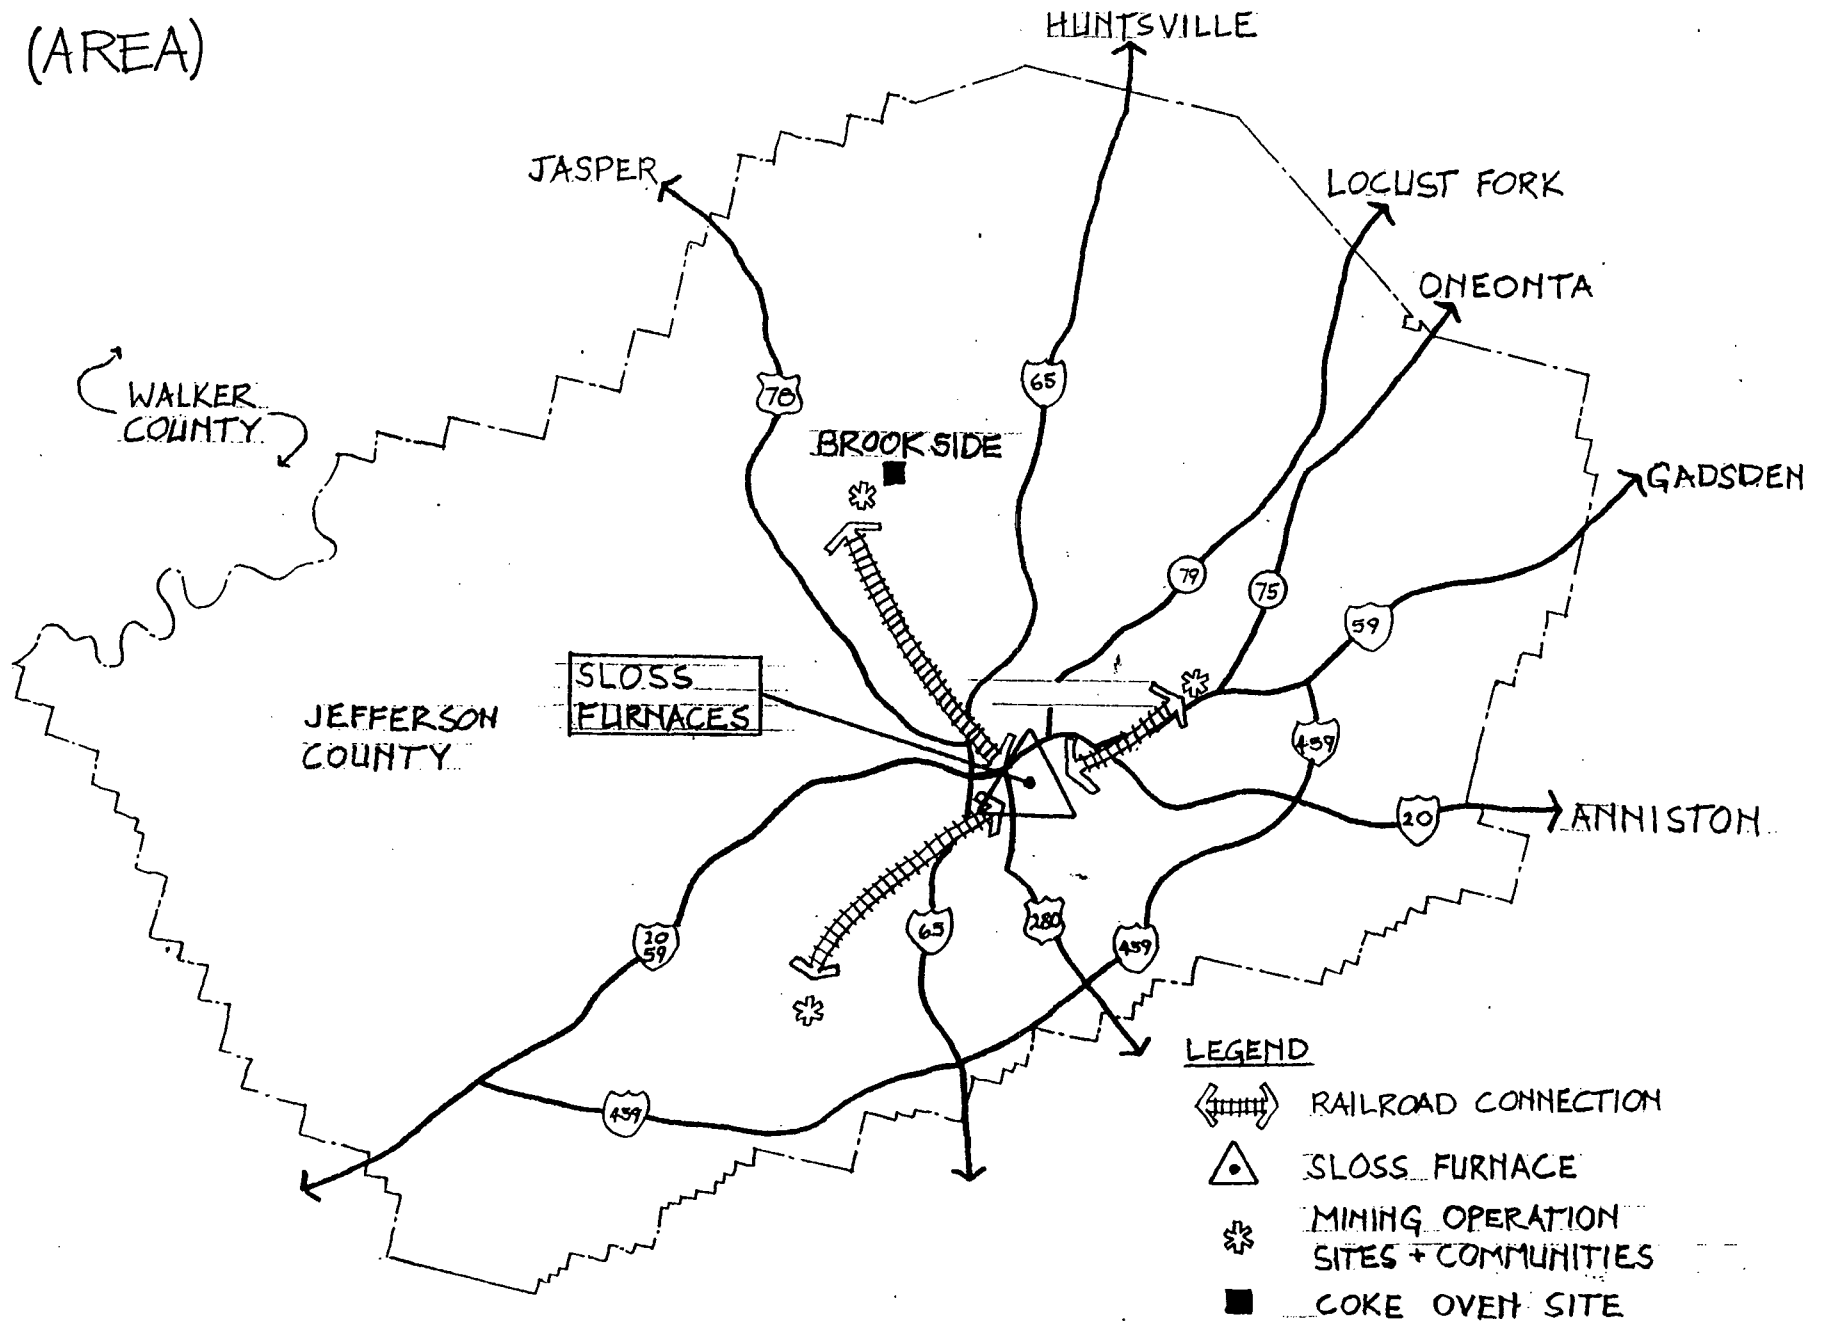 (AREA)
HUNTSVILLE
JASPER
LOCUST FORK
ONEONTA
WALKER
COUNTY
78
65
BROOKSIDE
GADSDEN
79
75
59
SLOSS
FURNACES
JEFFERSON
COUNTY
459
20
ANNISTON
20
59
65
280
459
459
LEGEND
RAILROAD CONNECTION
SLOSS FURNACE
MINING OPERATION
SITES + COMMUNITIES
COKE OVEN SITE